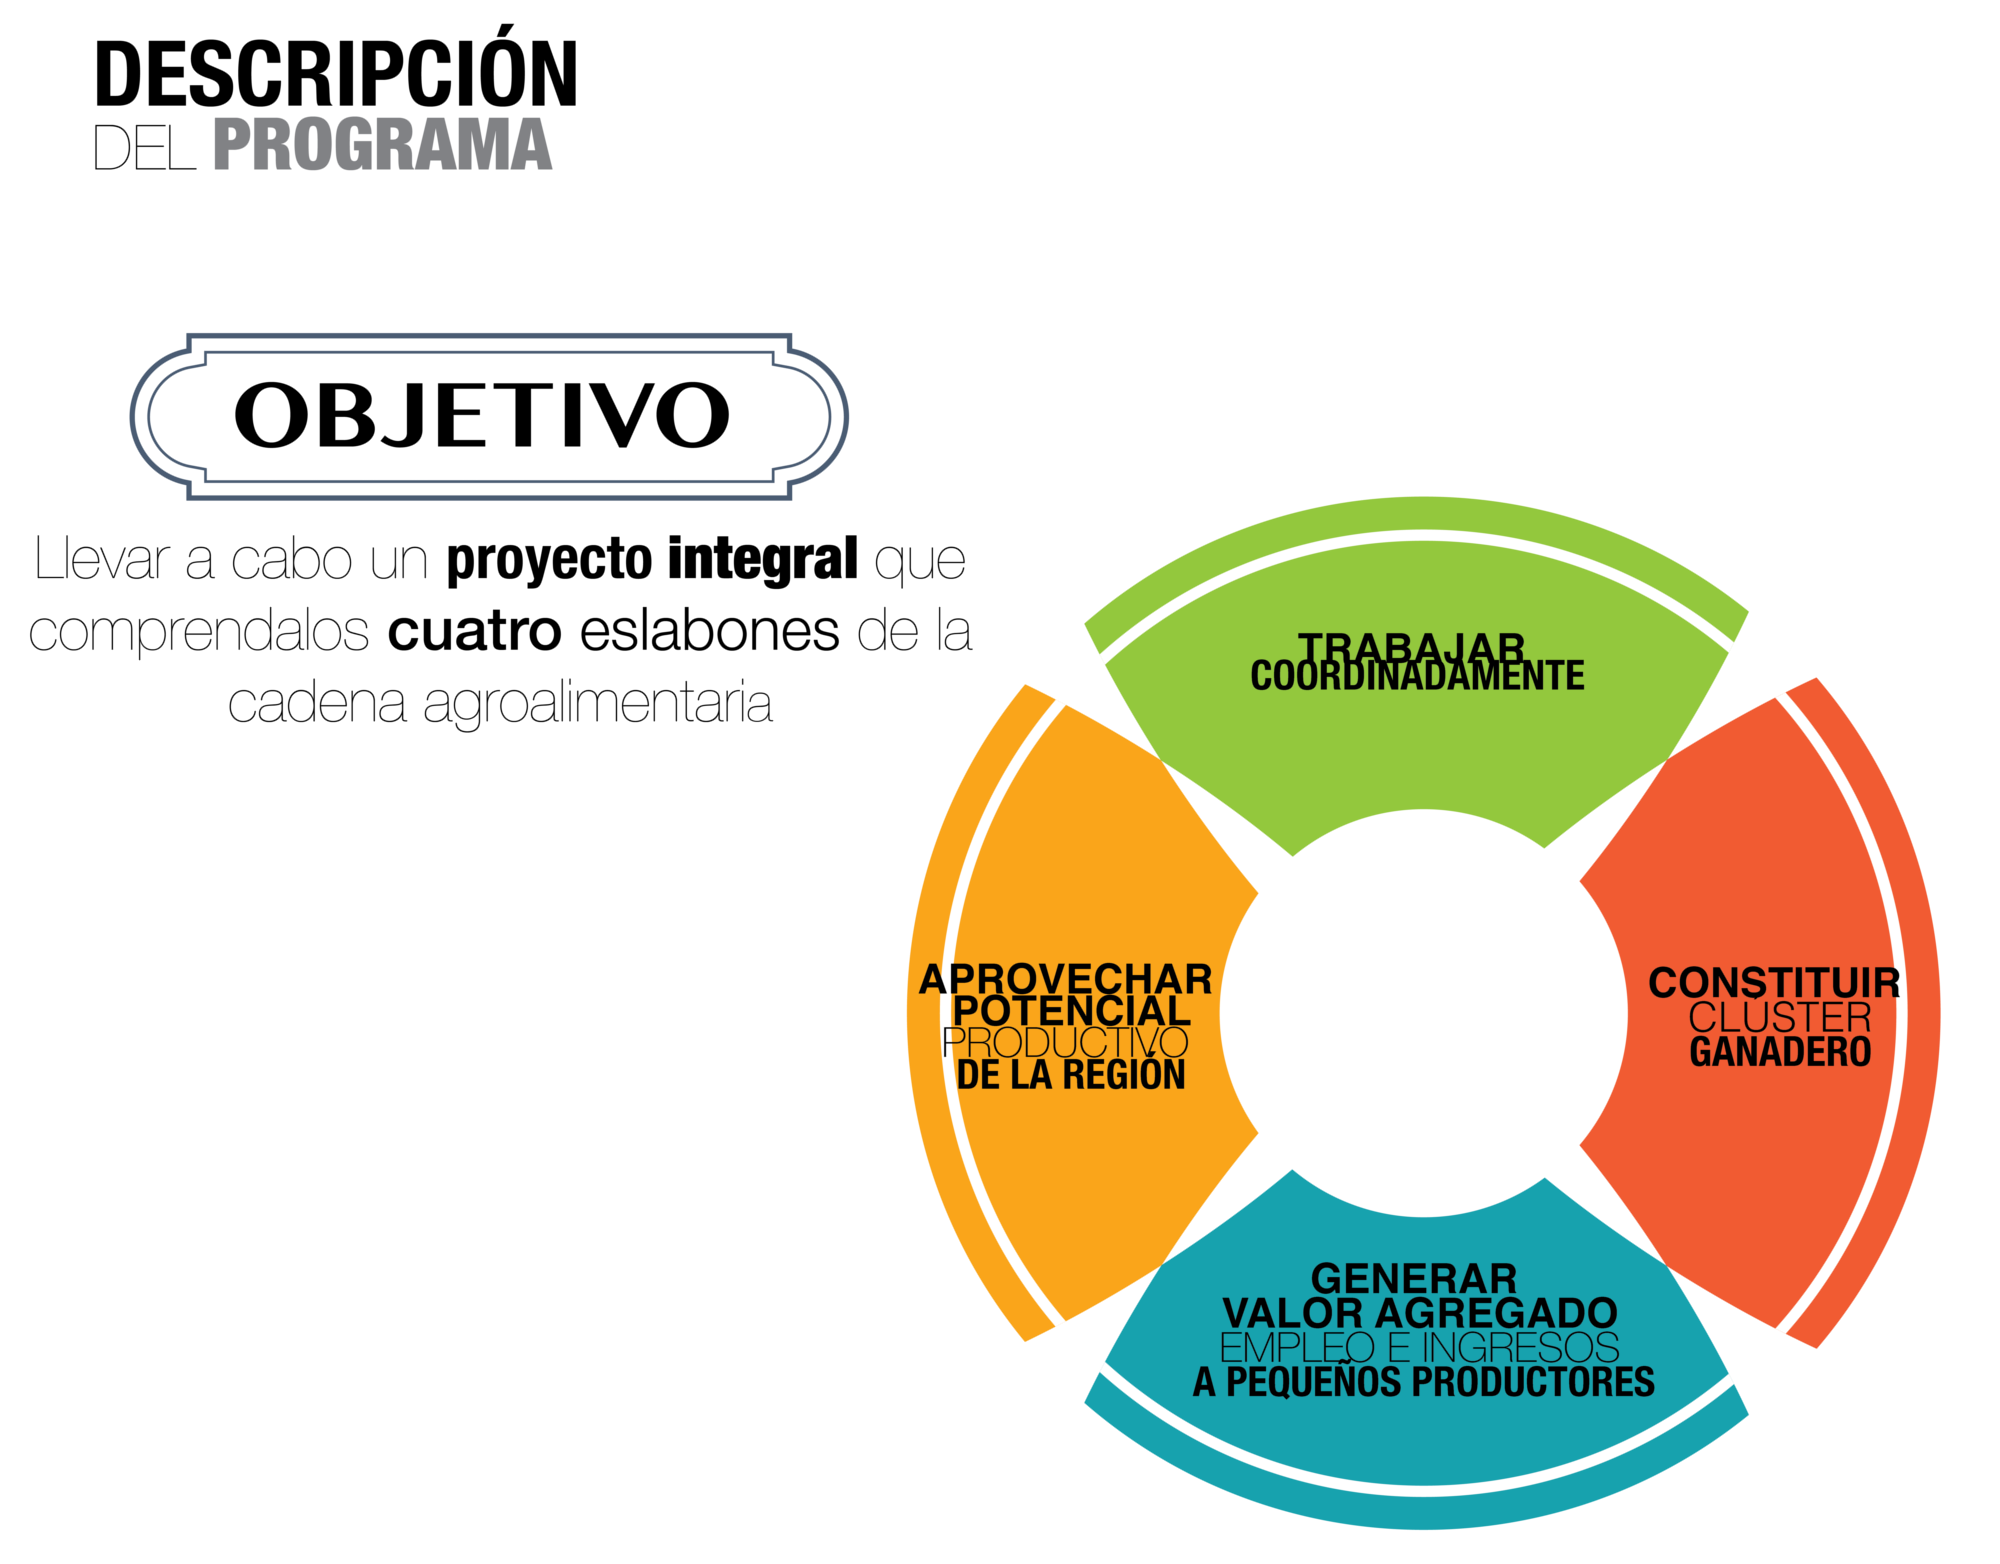 DESCRIPCIÓN
DEL PROGRAMA
OBJETIVO
Llevar a cabo un proyecto integral que
comprendalos cuatro eslabones de la
cadena agroalimentaria
TRABAJAR
COORDINADAMENTE
APROVECHAR
POTENCIAL
PRODUCTIVO
DE LA REGIÓN
CONSTITUIR
CLÚSTER
GANADERO
GENERAR
VALOR AGREGADO
EMPLEO E INGRESOS
A PEQUEÑOS PRODUCTORES